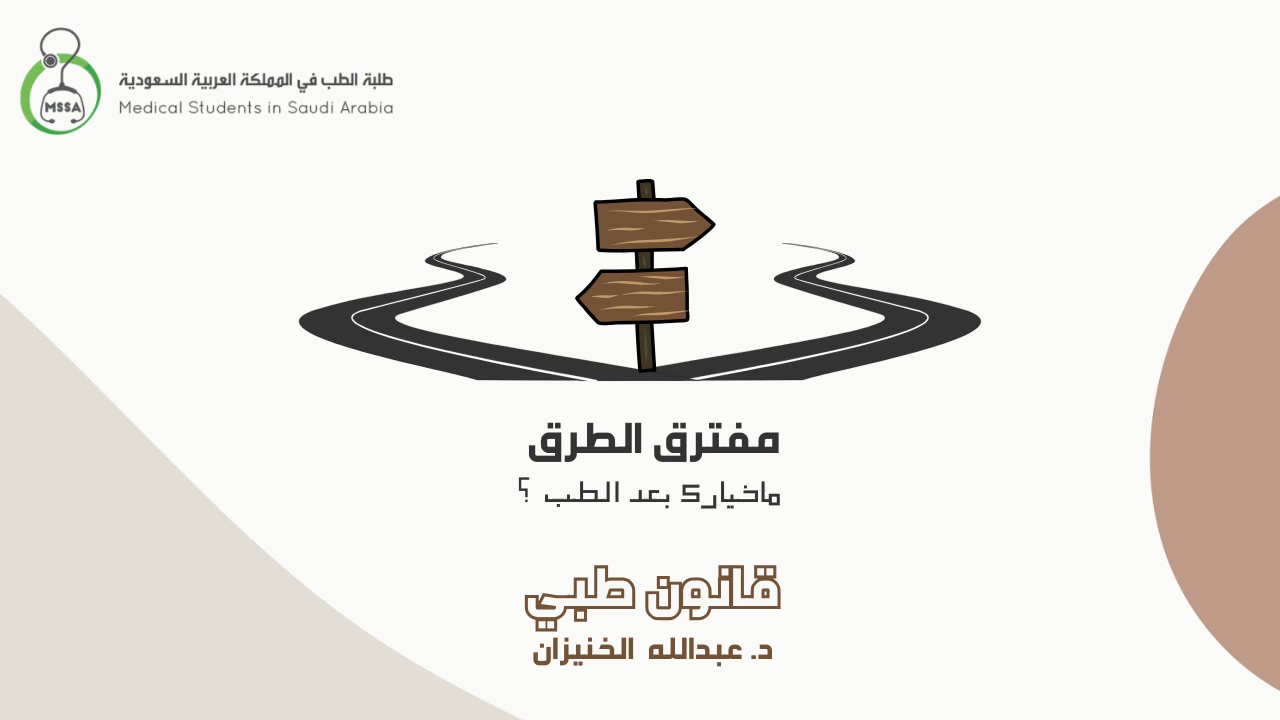 طلبة الطب في المملكة العربية السعودية
Medical Students in Saudi Arabia
MSSA
مفترق الطرق
ماخيارك بعد الطب ؟
قانون طبي
د. عبدالله الخنيزان